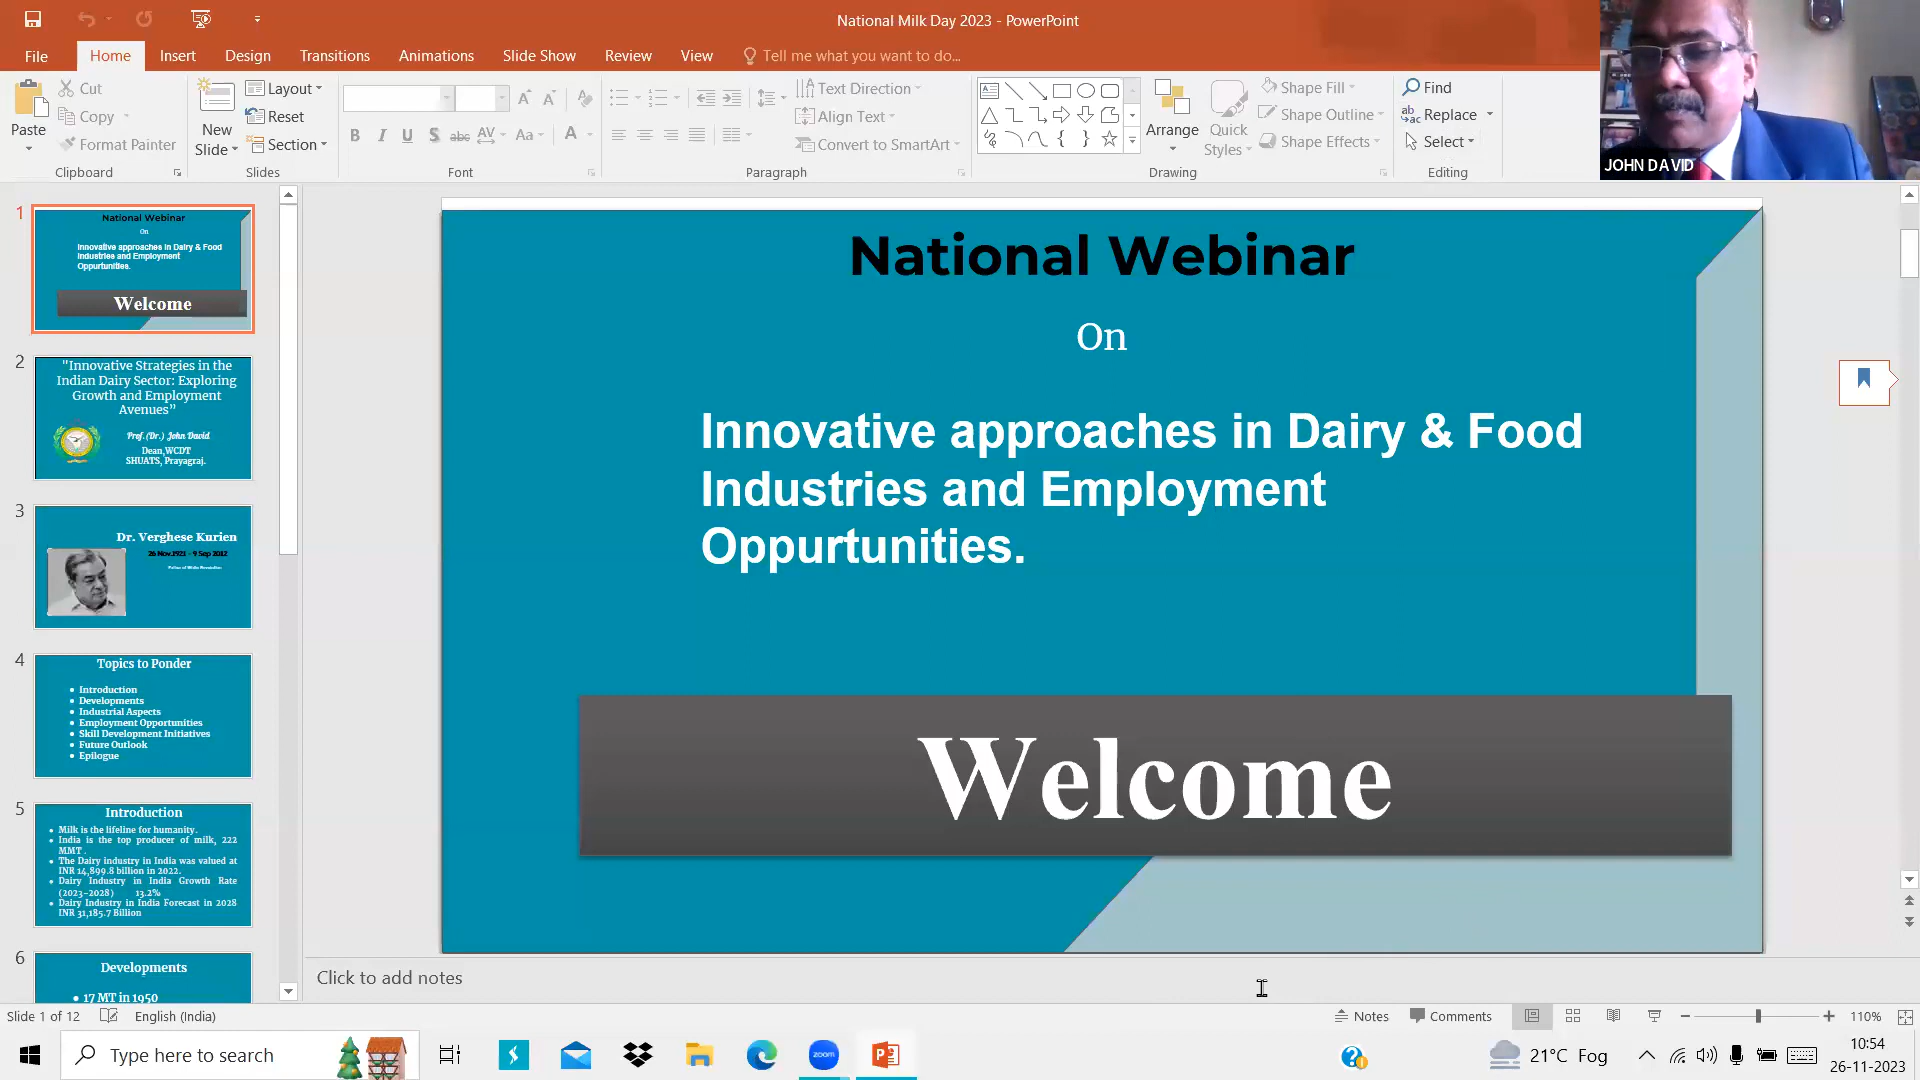 National Milk Day 2023 - PowerPoint
File Home Insert Design Transitions Animations Slide Show Review View Tell me what you want to do...
Paste
Cut
Copy
Format Painter
Clipboard
New
Slide
Layout
Reset
Section
Slides
Font
Text Direction
Align Text
Convert to SmartArt
Paragraph
Arrange
Quick
Styles
Shape Fill
Shape Outline
Shape Effects
Drawing
Find
Replace
Select
Editing
JOHN DAVID
1
National Webinar
On
Innovative approaches in Dairy & Food
Industries and Employment
Oppurtunities.
Welcome
2
"Innovative Strategies in the
Indian Dairy Sector: Exploring
Growth and Employment
Avenues”
Prof.(Dr.) John David
Dean,WCDT
SHUATS, Prayagraj.
3
Dr. Verghese Kurien
26 Nov.1921 - 9 Sep 2012
4
Topics to Ponder
• Introduction
• Developments
• Industrial Aspects
• Employment Opportunities
• Skill Development Initiatives
• Future Outlook
• Epilogue
5
Introduction
• Milk is the lifeline for humanity.
• India is the top producer of milk, 222
MMT .
• The Dairy industry in India was valued at
INR 14,899.8 billion in 2022.
• Dairy Industry in India Growth Rate
(2023-2028) 13.2%
• Dairy Industry in India Forecast in 2028
INR 31,185.7 Billion
6
Developments
• 17 MT in 1950
National Webinar
On
Innovative approaches in Dairy & Food
Industries and Employment
Oppurtunities.
Welcome
Click to add notes
Slide 1 of 12 English (India) Notes Comments 110%
Type here to search
zoom
21°C Fog
10:54
26-11-2023